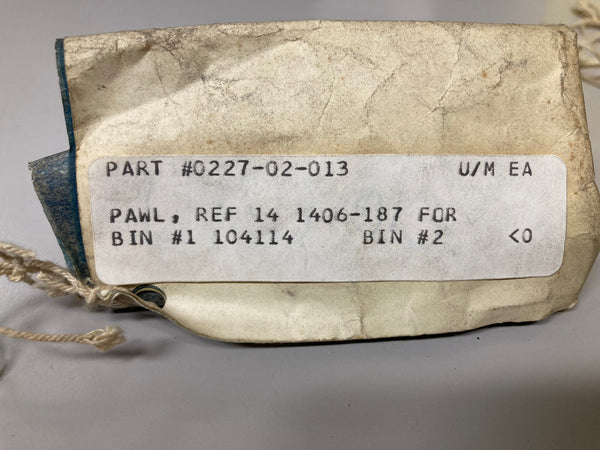 PART #0227-02-013 U/M EA
PAWL, REF 14 1406-187 FOR
BIN #1 104114 BIN #2 <0